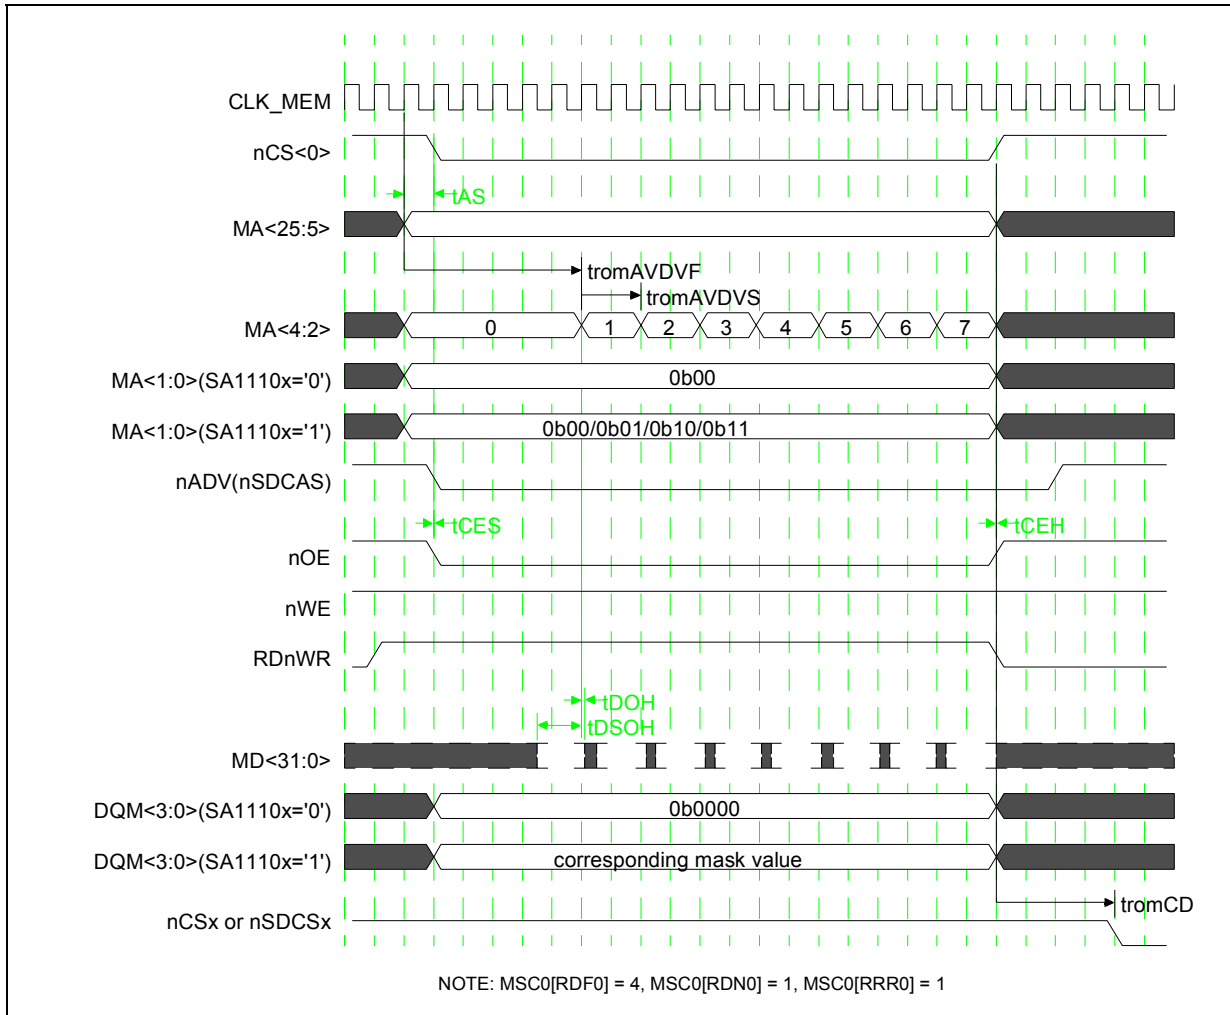 CLK_MEM
nCS<0>
tAS
MA<25:5>
tromAVDVF
tromAVDVS
MA<4:2>
0 1 2 3 4 5 6 7
MA<1:0>(SA1110x='0')
0b00
MA<1:0>(SA1110x='1')
0b00/0b01/0b10/0b11
nADV(nSDCAS)
tCES
tCEH
nOE
nWE
RDnWR
tDOH
tDSOH
MD<31:0>
DQM<3:0>(SA1110x='0')
0b0000
DQM<3:0>(SA1110x='1')
corresponding mask value
tromCD
nCSx or nSDCSx
NOTE: MSC0[RDF0] = 4, MSC0[RDN0] = 1, MSC0[RRR0] = 1